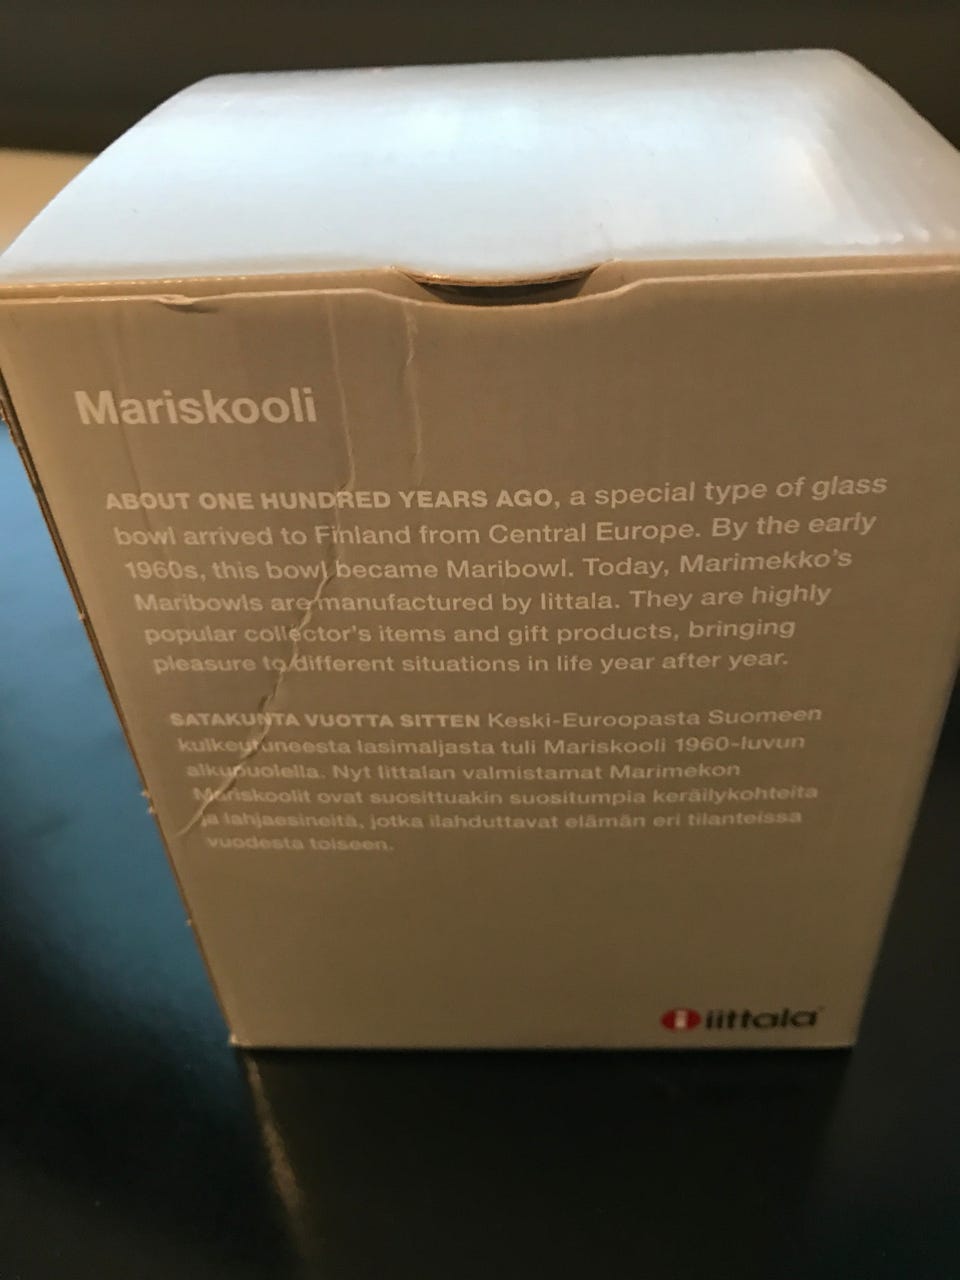 Mariskooli
ABOUT ONE HUNDRED YEARS AGO, a special type of glass
bowl arrived to Finland from Central Europe. By the early
1960s, this bowl became Maribowl. Today, Marimekko's
Maribowls are manufactured by Iittala. They are highly
popular collector's items and gift products, bringing
pleasure to different situations in life year after year.
SATAKUNTA VUOTTA SITTEN Keski-Euroopasta Suomeen
kulkeutuneesta lasimaljasta tuli Mariskooli 1960-luvun
alkupuolella. Nyt Iittalan valmistamat Marimekon
Mariskoolit ovat suosittuakin suositumpia keräilykohteita
ja lahjaesineitä, jotka ilahduttavat elämän eri tilanteissa
vuodesta toiseen.
i iittala